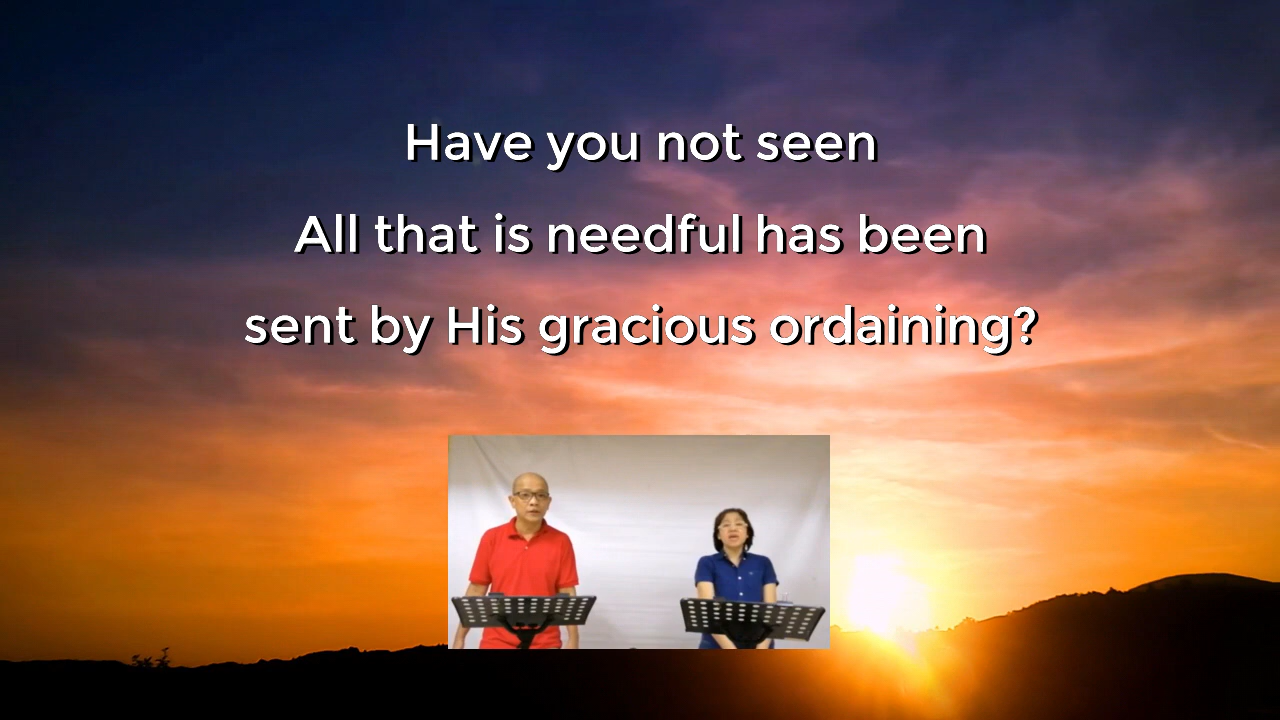 Have you not seen
All that is needful has been
sent by His gracious ordaining?